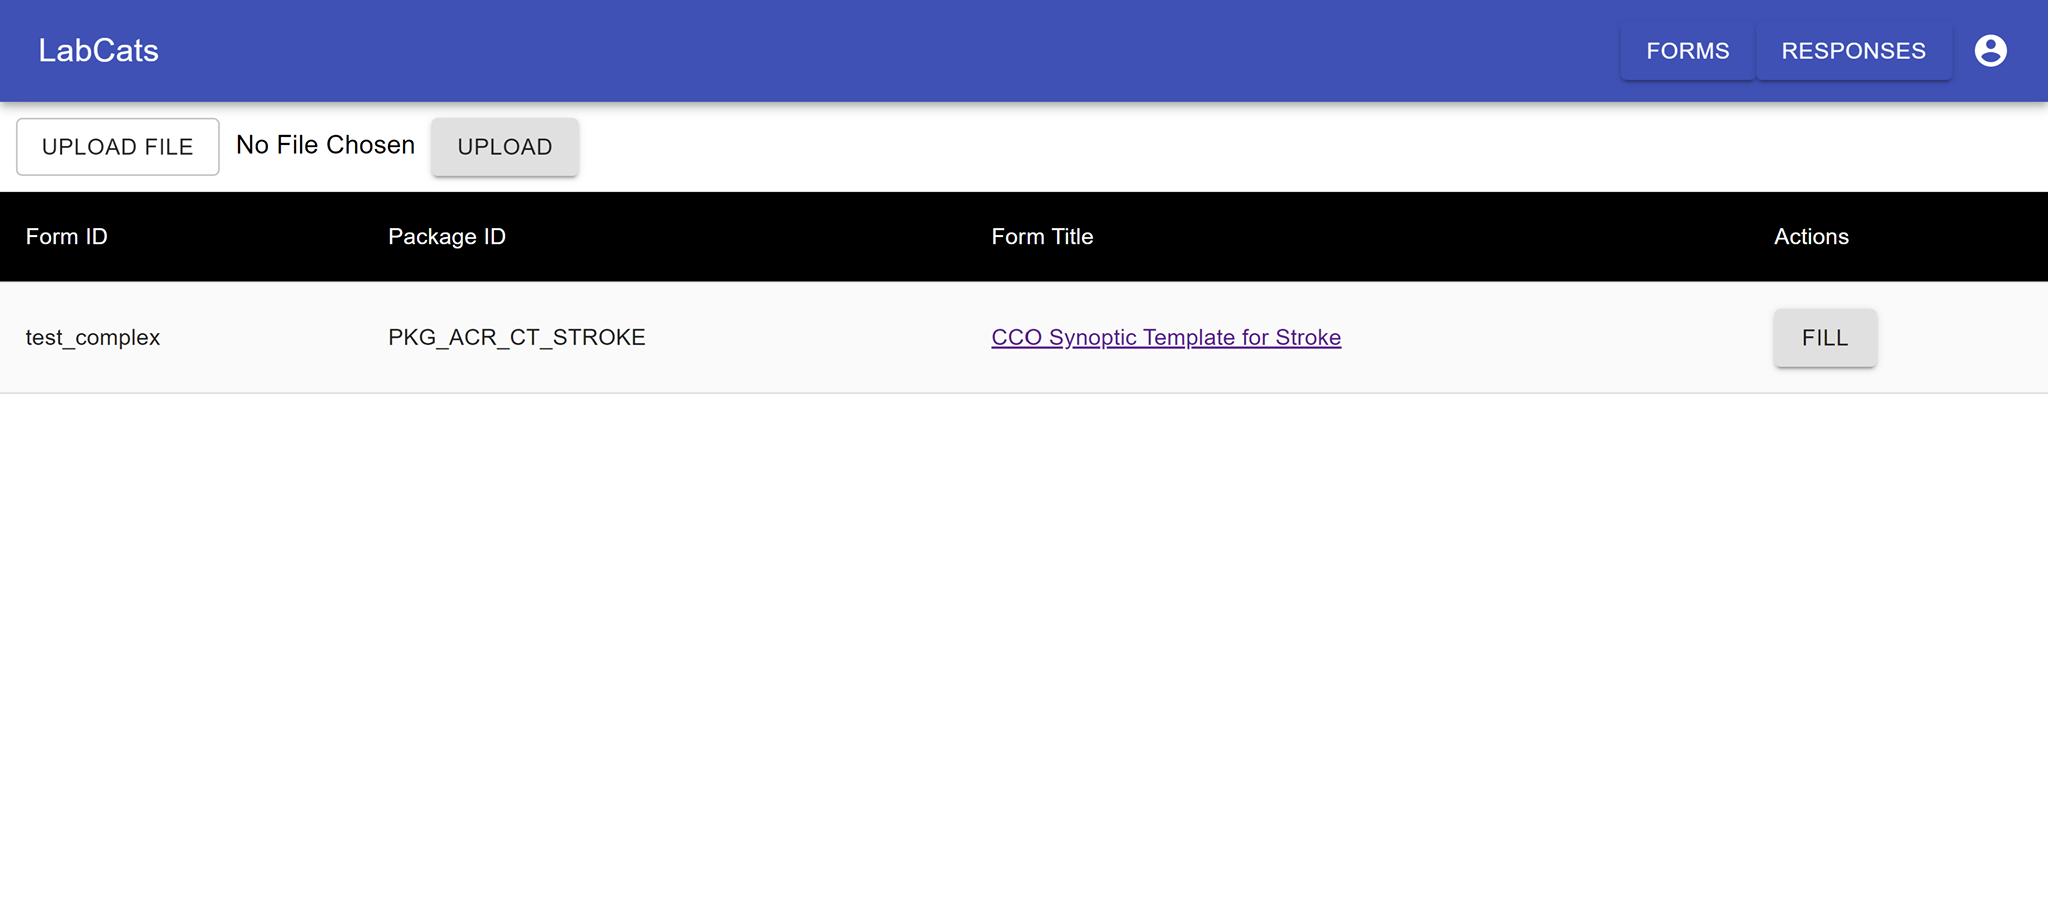 LabCats FORMS RESPONSES
UPLOAD FILE No File Chosen UPLOAD
Form ID Package ID Form Title Actions
test_complex PKG_ACR_CT_STROKE CCO Synoptic Template for Stroke FILL